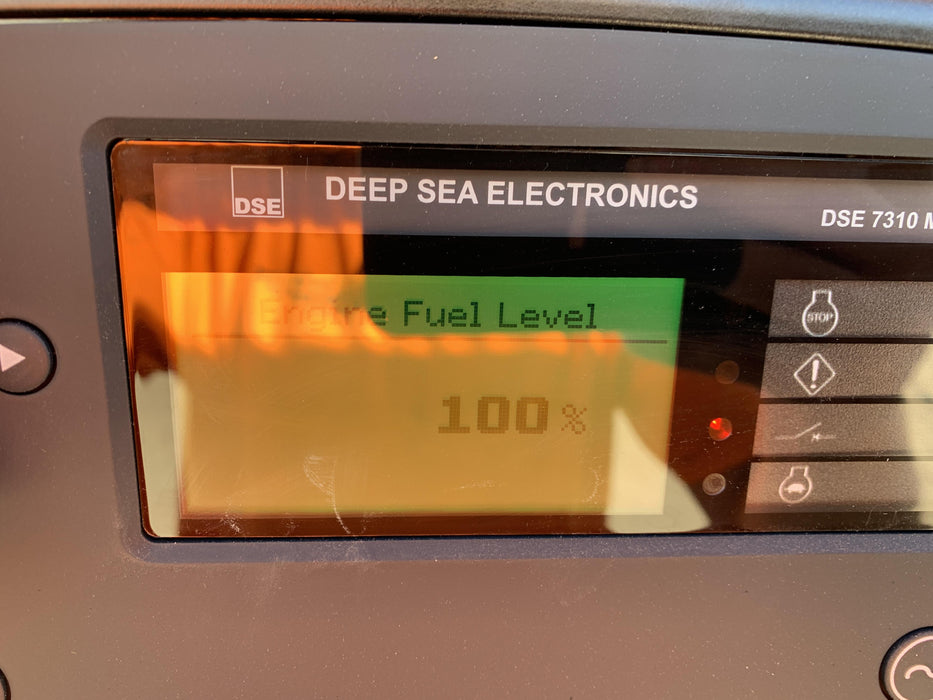 DSE
DEEP SEA ELECTRONICS
DSE 7310 M
Engine Fuel Level
100 %
STOP